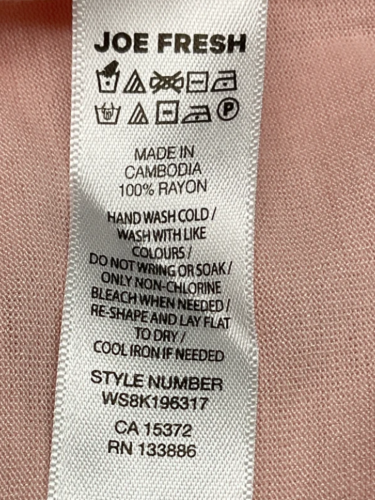 JOE FRESH
P
MADE IN
CAMBODIA
100% RAYON
HAND WASH COLD /
WASH WITH LIKE
COLOURS /
DO NOT WRING OR SOAK /
ONLY NON-CHLORINE
BLEACH WHEN NEEDED /
RE-SHAPE AND LAY FLAT
TO DRY /
COOL IRON IF NEEDED
STYLE NUMBER
WS8K196317
CA 15372
RN 133886